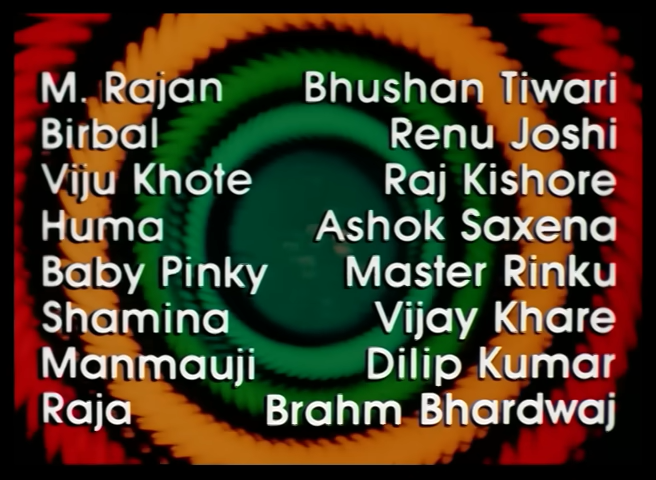 M. Rajan Bhushan Tiwari
Birbal Renu Joshi
Viju Khote Raj Kishore
Huma Ashok Saxena
Baby Pinky Master Rinku
Shamina Vijay Khare
Manmauji Dilip Kumar
Raja Brahm Bhardwaj